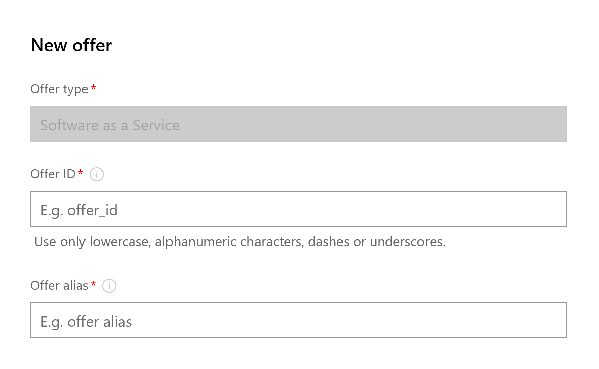 New offer
Offer type *
Software as a Service
Offer ID *
E.g. offer_id
Use only lowercase, alphanumeric characters, dashes or underscores.
Offer alias *
E.g. offer alias